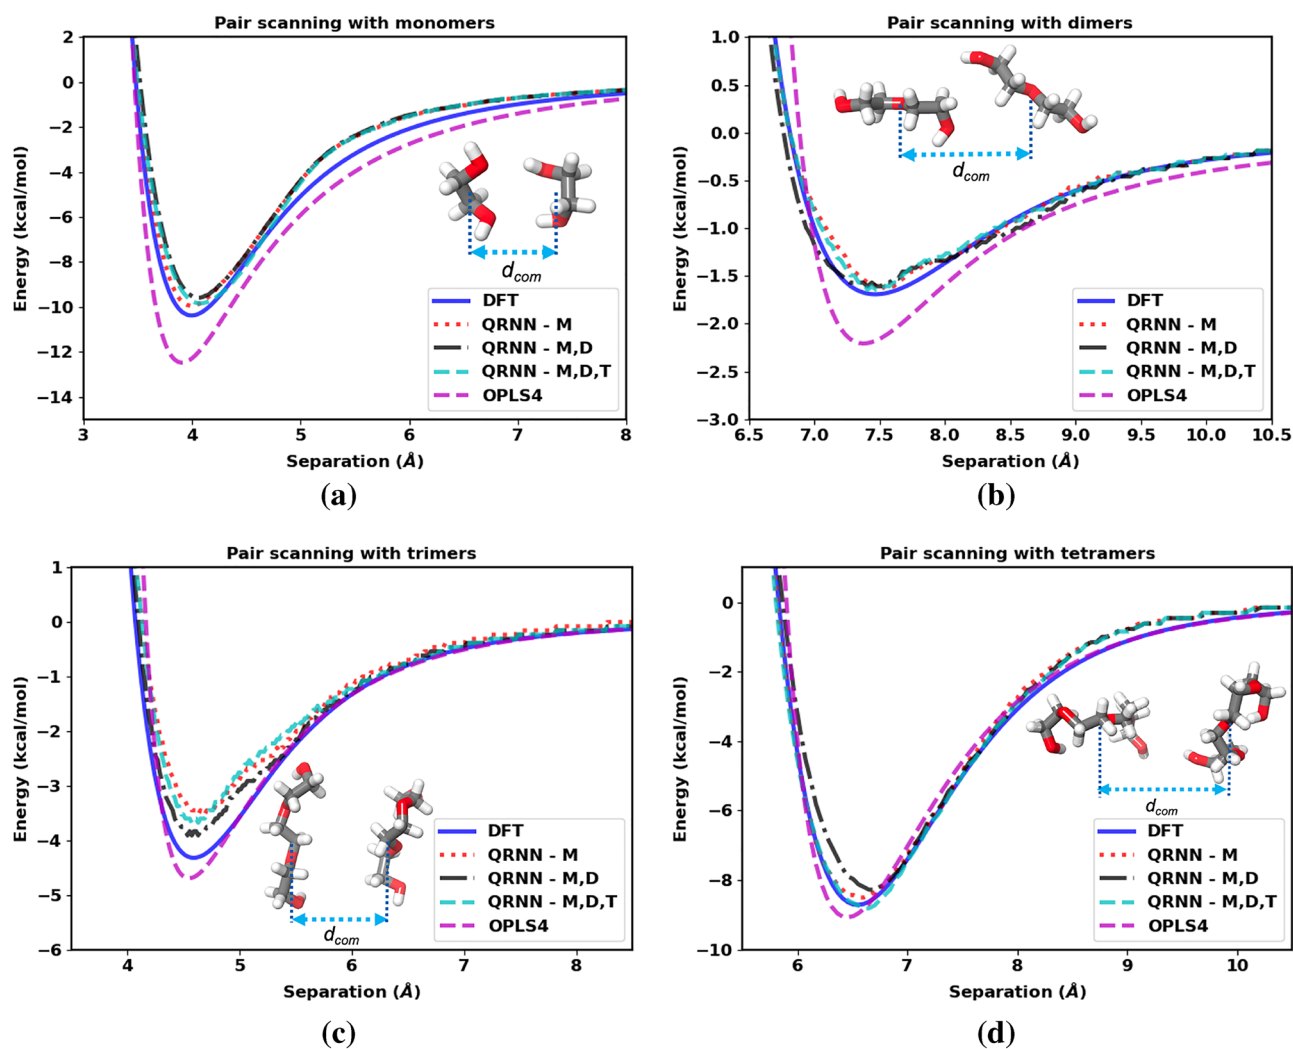 Pair scanning with monomers
2
0
−2
−4
−6
−8
−10
−12
−14
Energy (kcal/mol)
d com
DFT
QRNN - M
QRNN - M,D
QRNN - M,D,T
OPLS4
3 4 5 6 7 8
Separation (Å)
(a)
Pair scanning with dimers
1.0
0.5
0.0
−0.5
−1.0
−1.5
−2.0
−2.5
−3.0
Energy (kcal/mol)
d com
DFT
QRNN - M
QRNN - M,D
QRNN - M,D,T
OPLS4
6.5 7.0 7.5 8.0 8.5 9.0 9.5 10.0 10.5
Separation (Å)
(b)
Pair scanning with trimers
1
0
−1
−2
−3
−4
−5
−6
Energy (kcal/mol)
d com
DFT
QRNN - M
QRNN - M,D
QRNN - M,D,T
OPLS4
4 5 6 7 8
Separation (Å)
(c)
Pair scanning with tetramers
0
−2
−4
−6
−8
−10
Energy (kcal/mol)
d com
DFT
QRNN - M
QRNN - M,D
QRNN - M,D,T
OPLS4
6 7 8 9 10
Separation (Å)
(d)